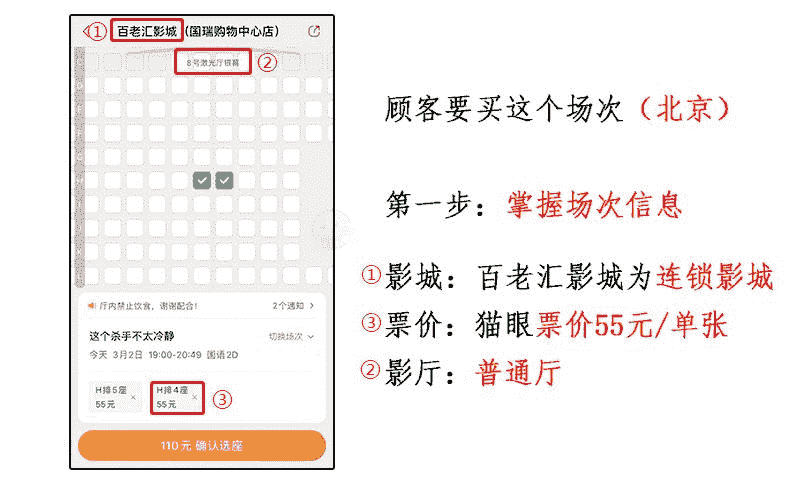 ① 百老汇影城（国瑞购物中心店）
8号激光厅银幕 ②
厅内禁止饮食，谢谢配合！ 2个通知 >
这个杀手不太冷静 切换场次
今天 3月2日 19:00-20:49 国语2D
H排5座 × H排4座 ×
55元 55元 ③
110元 确认选座
顾客要买这个场次（北京）
第一步：掌握场次信息
①影城：百老汇影城为连锁影城
③票价：猫眼票价55元/单张
②影厅：普通厅